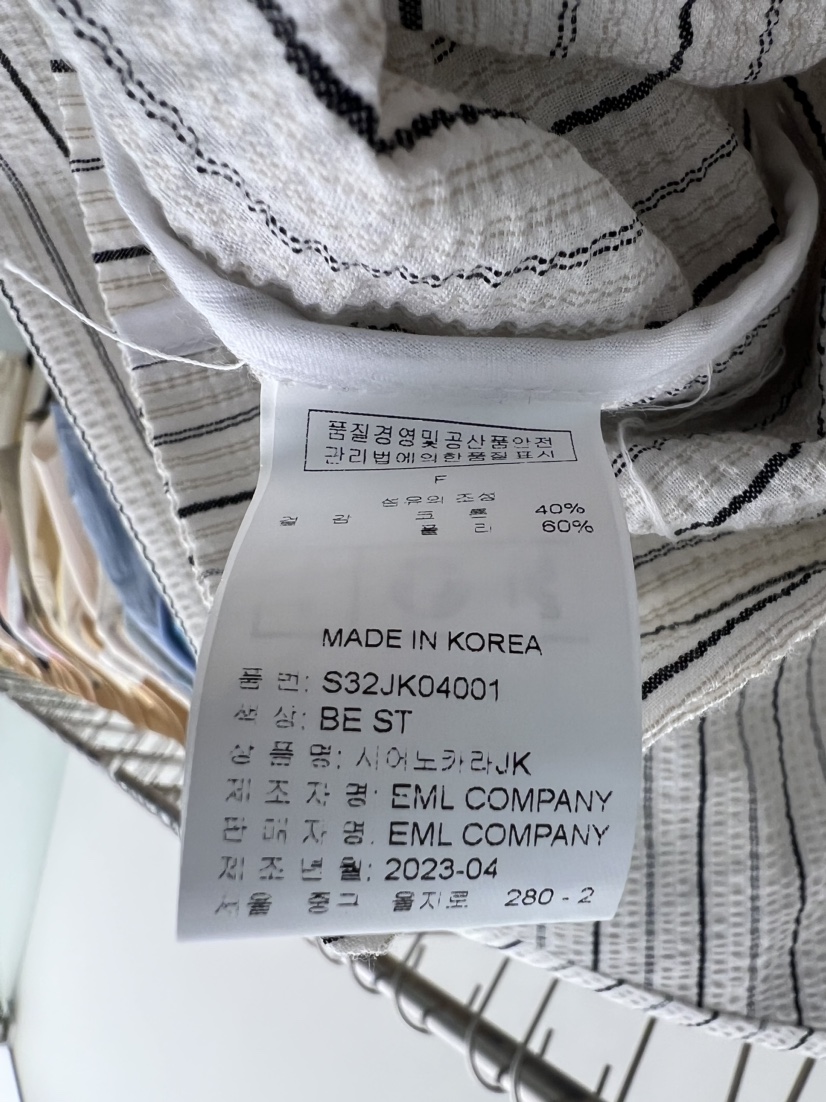 품질경영및공산품안전
관리법에의한품질표시
F
섬유의 조성
겉 감 코 튼 40%
폴 리 60%
MADE IN KOREA
품 번: S32JK04001
색 상: BE ST
상 품 명: 시어노카라JK
제 조 자 명: EML COMPANY
판 매 자 명: EML COMPANY
제 조 년 월: 2023-04
서울 중구 을지로 280-2